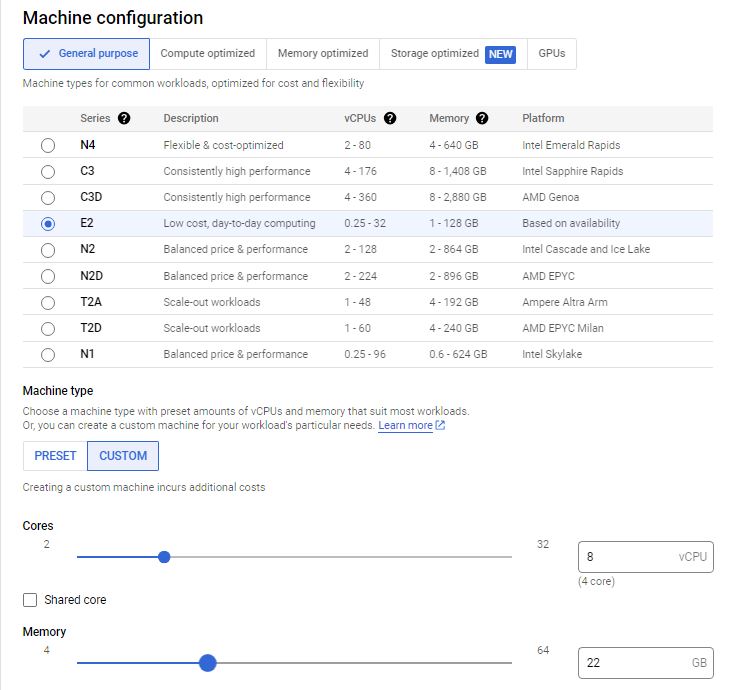 Machine configuration
General purpose Compute optimized Memory optimized Storage optimized NEW GPUs
Machine types for common workloads, optimized for cost and flexibility
Series ? Description vCPUs ? Memory ? Platform
N4 Flexible & cost-optimized 2 - 80 4 - 640 GB Intel Emerald Rapids
C3 Consistently high performance 4 - 176 8 - 1,408 GB Intel Sapphire Rapids
C3D Consistently high performance 4 - 360 8 - 2,880 GB AMD Genoa
E2 Low cost, day-to-day computing 0.25 - 32 1 - 128 GB Based on availability
N2 Balanced price & performance 2 - 128 2 - 864 GB Intel Cascade and Ice Lake
N2D Balanced price & performance 2 - 224 2 - 896 GB AMD EPYC
T2A Scale-out workloads 1 - 48 4 - 192 GB Ampere Altra Arm
T2D Scale-out workloads 1 - 60 4 - 240 GB AMD EPYC Milan
N1 Balanced price & performance 0.25 - 96 0.6 - 624 GB Intel Skylake
Machine type
Choose a machine type with preset amounts of vCPUs and memory that suit most workloads.
Or, you can create a custom machine for your workload's particular needs. Learn more
PRESET CUSTOM
Creating a custom machine incurs additional costs
Cores
2 32 8 vCPU
(4 core)
Shared core
Memory
4 64 22 GB